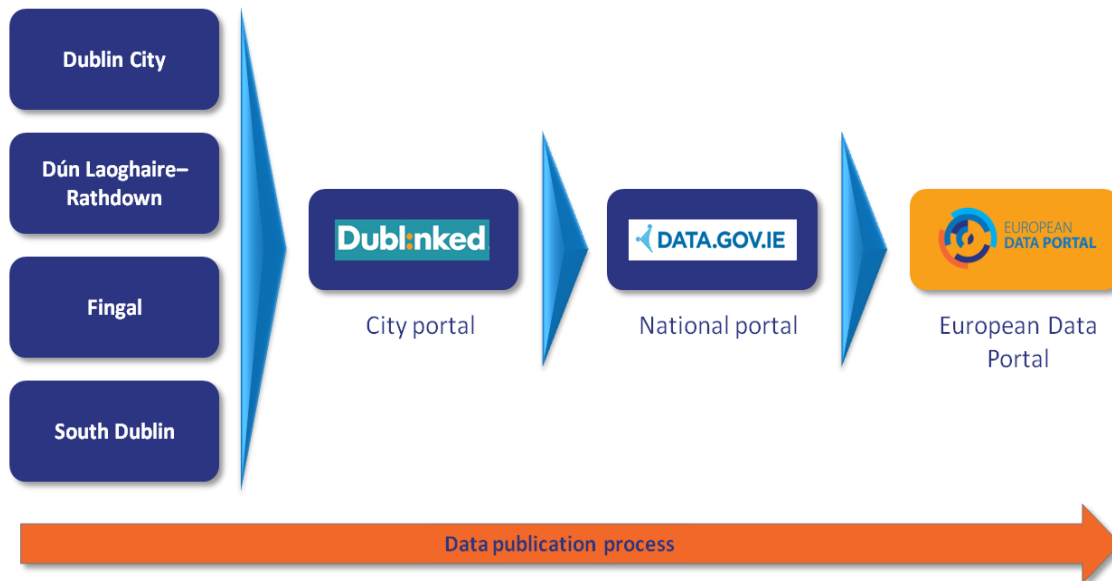 Dublin City
Dún Laoghaire–
Rathdown
Fingal
South Dublin
Dubl:nked
City portal
DATA.GOV.IE
National portal
EUROPEAN
DATA PORTAL
European Data
Portal
Data publication process